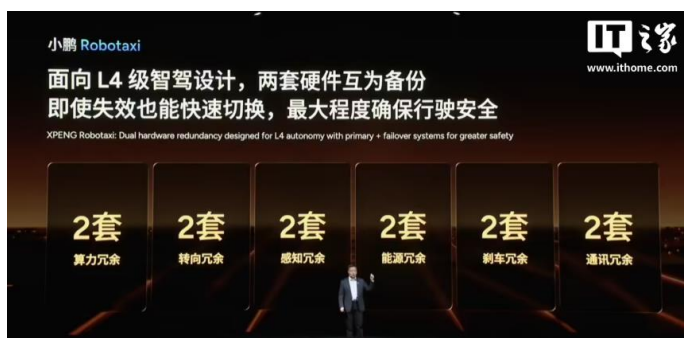 IT之家
www.ithome.com
小鹏 Robotaxi
面向 L4 级智驾设计，两套硬件互为备份
即使失效也能快速切换，最大程度确保行驶安全
XPENG Robotaxi: Dual hardware redundancy designed for L4 autonomy with primary + failover systems for greater safety
2套 2套 2套 2套 2套 2套
算力冗余 转向冗余 感知冗余 能源冗余 刹车冗余 通讯冗余